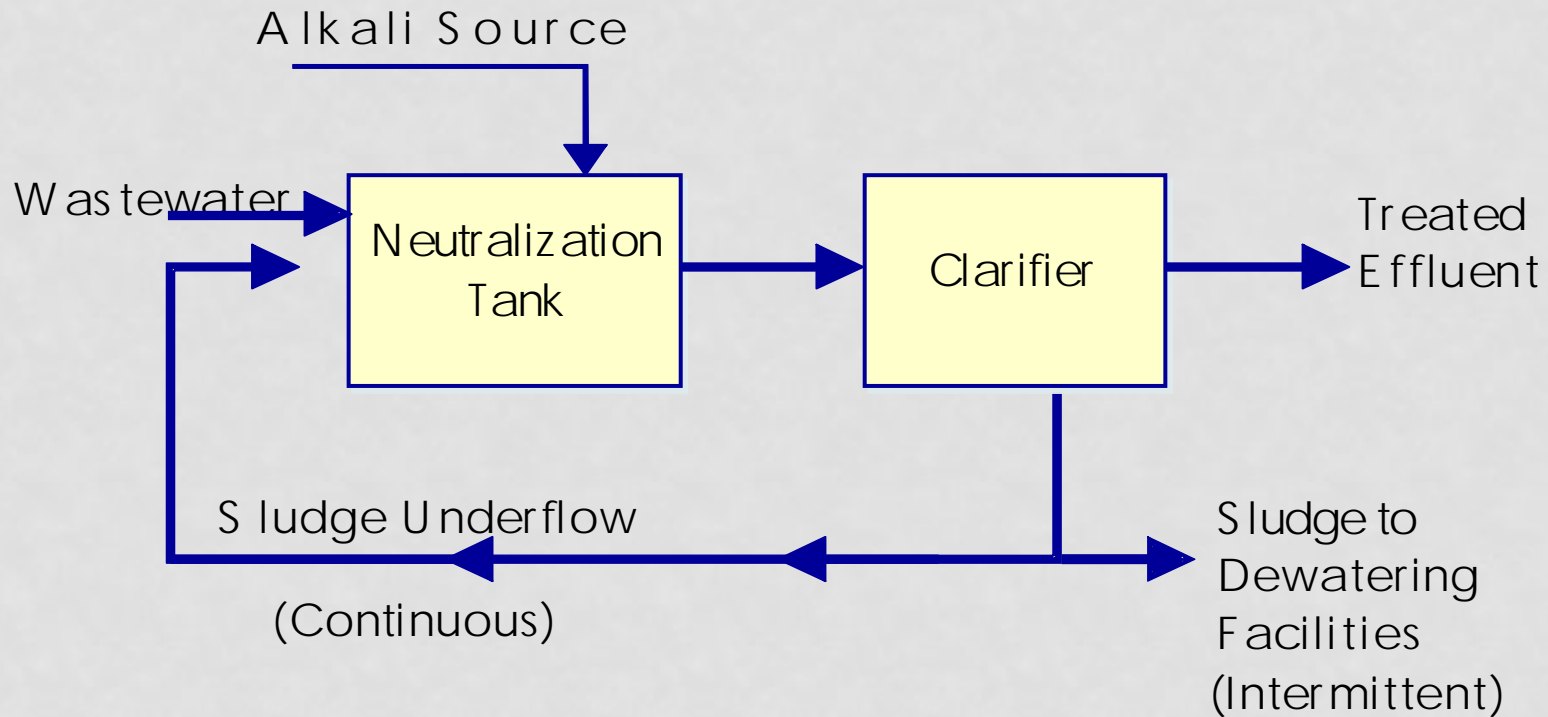 Alkali Source
Wastewater
Neutralization
Tank
Clarifier
Treated
Effluent
Sludge Underflow
(Continuous)
Sludge to
Dewatering
Facilities
(Intermittent)